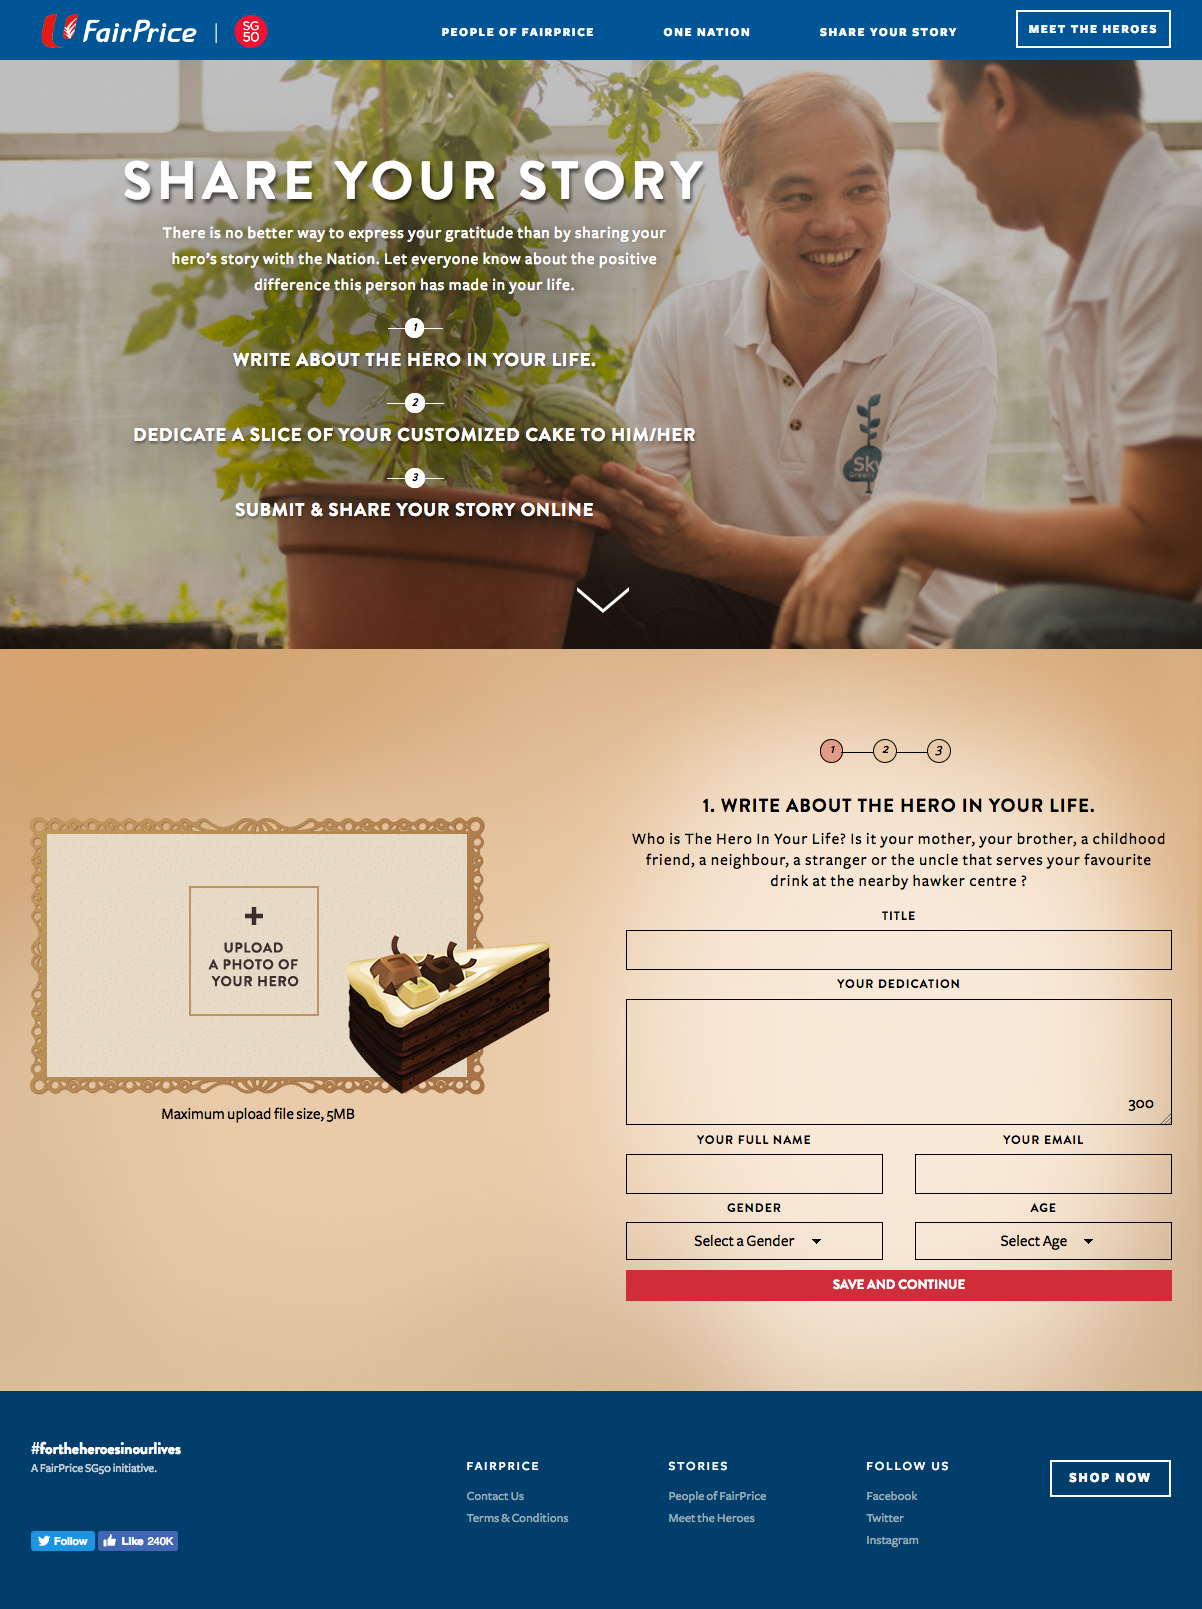 FairPrice | SG 50
PEOPLE OF FAIRPRICE
ONE NATION
SHARE YOUR STORY
MEET THE HEROES
SHARE YOUR STORY
There is no better way to express your gratitude than by sharing your
hero's story with the Nation. Let everyone know about the positive
difference this person has made in your life.
1
WRITE ABOUT THE HERO IN YOUR LIFE.
2
DEDICATE A SLICE OF YOUR CUSTOMIZED CAKE TO HIM/HER
3
SUBMIT & SHARE YOUR STORY ONLINE
Sky
1 2 3
1. WRITE ABOUT THE HERO IN YOUR LIFE.
Who is The Hero In Your Life? Is it your mother, your brother, a childhood
friend, a neighbour, a stranger or the uncle that serves your favourite
drink at the nearby hawker centre ?
+
UPLOAD
A PHOTO OF
YOUR HERO
Maximum upload file size, 5MB
TITLE
YOUR DEDICATION
300
YOUR FULL NAME
YOUR EMAIL
GENDER
AGE
Select a Gender
Select Age
SAVE AND CONTINUE
#fortheheroesinourlives
A FairPrice SG50 initiative.
Follow
Like 240K
FAIRPRICE
Contact Us
Terms & Conditions
STORIES
People of FairPrice
Meet the Heroes
FOLLOW US
Facebook
Twitter
Instagram
SHOP NOW